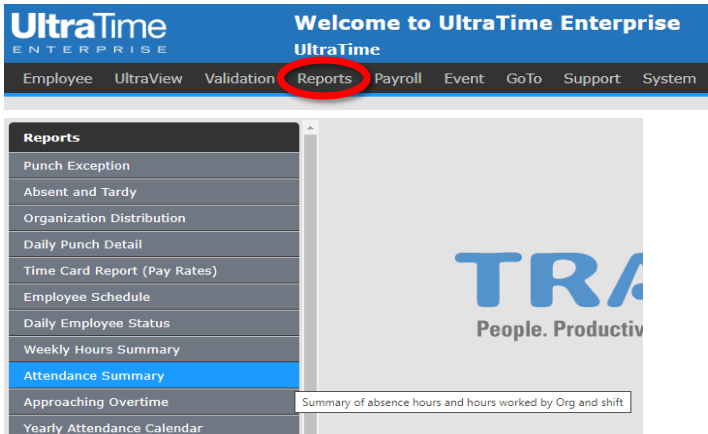 UltraTime
ENTERPRISE
Welcome to UltraTime Enterprise
UltraTime
Employee UltraView Validation Reports Payroll Event GoTo Support System
Reports
Punch Exception
Absent and Tardy
Organization Distribution
Daily Punch Detail
Time Card Report (Pay Rates)
Employee Schedule
Daily Employee Status
Weekly Hours Summary
Attendance Summary
Approaching Overtime
Yearly Attendance Calendar
TRA
People. Productiv
Summary of absence hours and hours worked by Org and shift